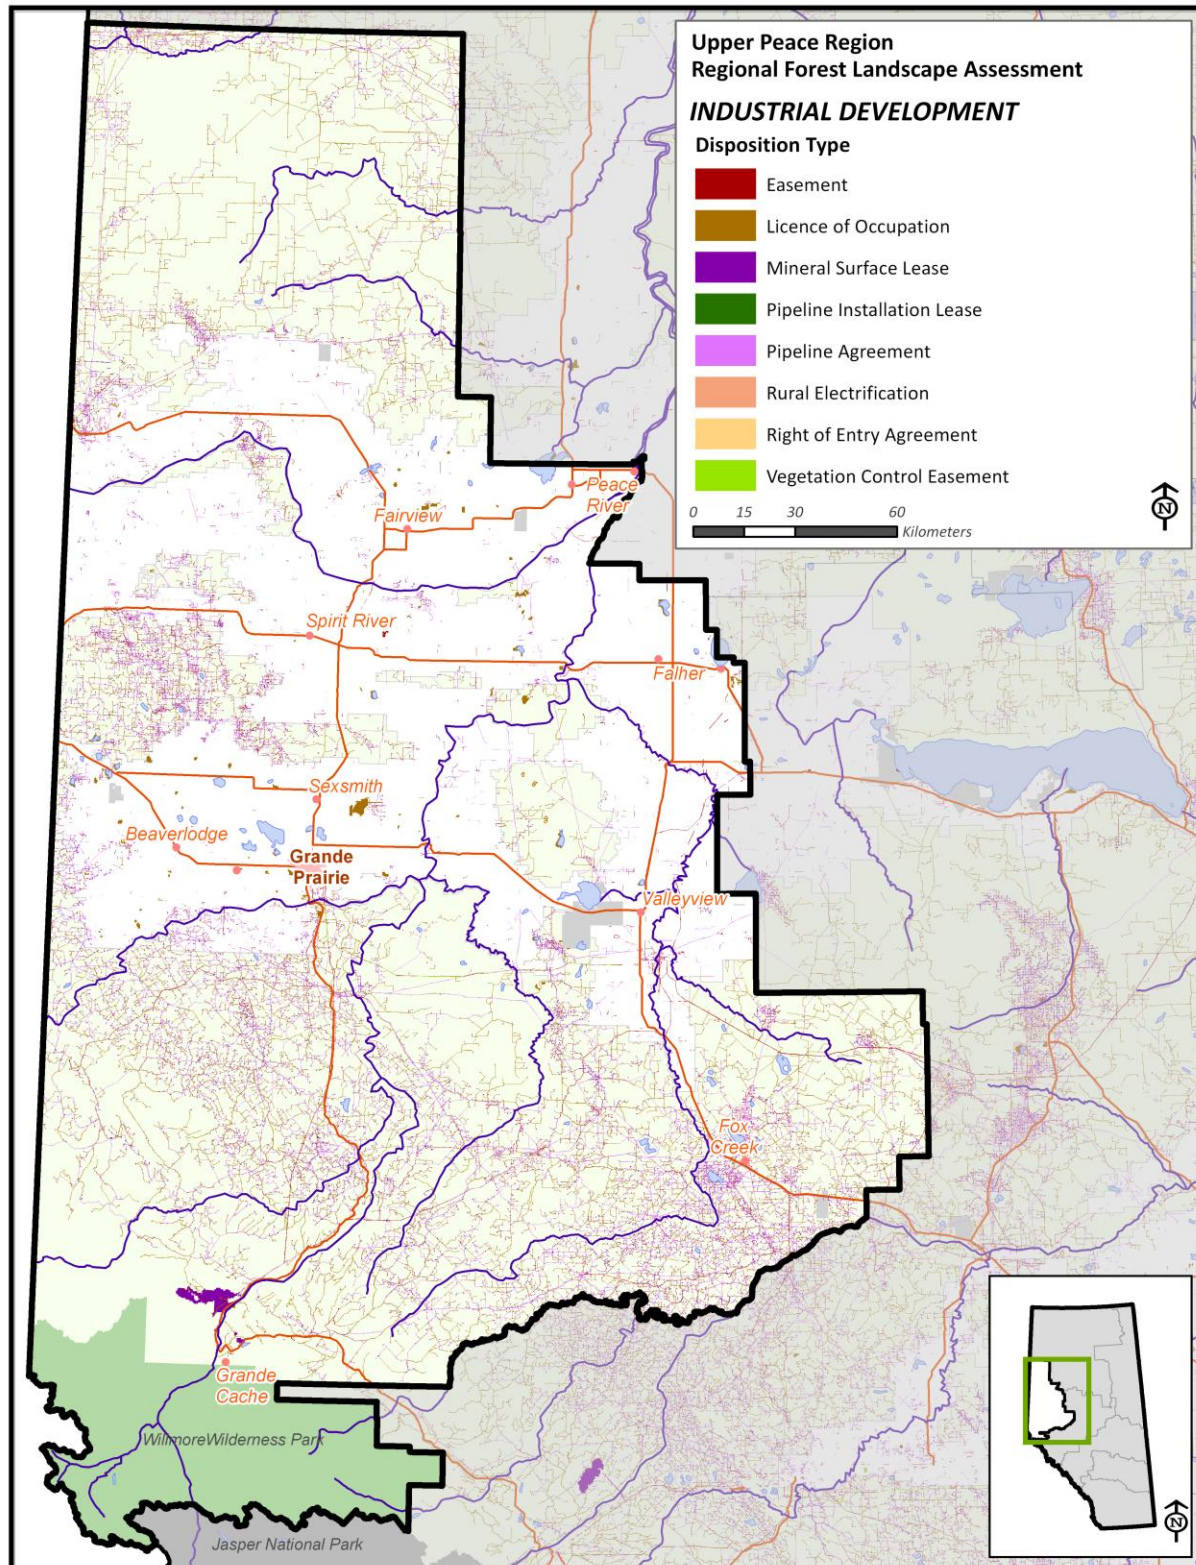 Upper Peace Region
Regional Forest Landscape Assessment
INDUSTRIAL DEVELOPMENT
Disposition Type
Easement
Licence of Occupation
Mineral Surface Lease
Pipeline Installation Lease
Pipeline Agreement
Rural Electrification
Right of Entry Agreement
Vegetation Control Easement
0 15 30 60
Kilometers
N
Peace
River
Fairview
Spirit River
Falher
Sexsmith
Beaverlodge
Grande
Prairie
Valleyview
Fox
Creek
Grande
Cache
WillmoreWilderness Park
Jasper National Park
N